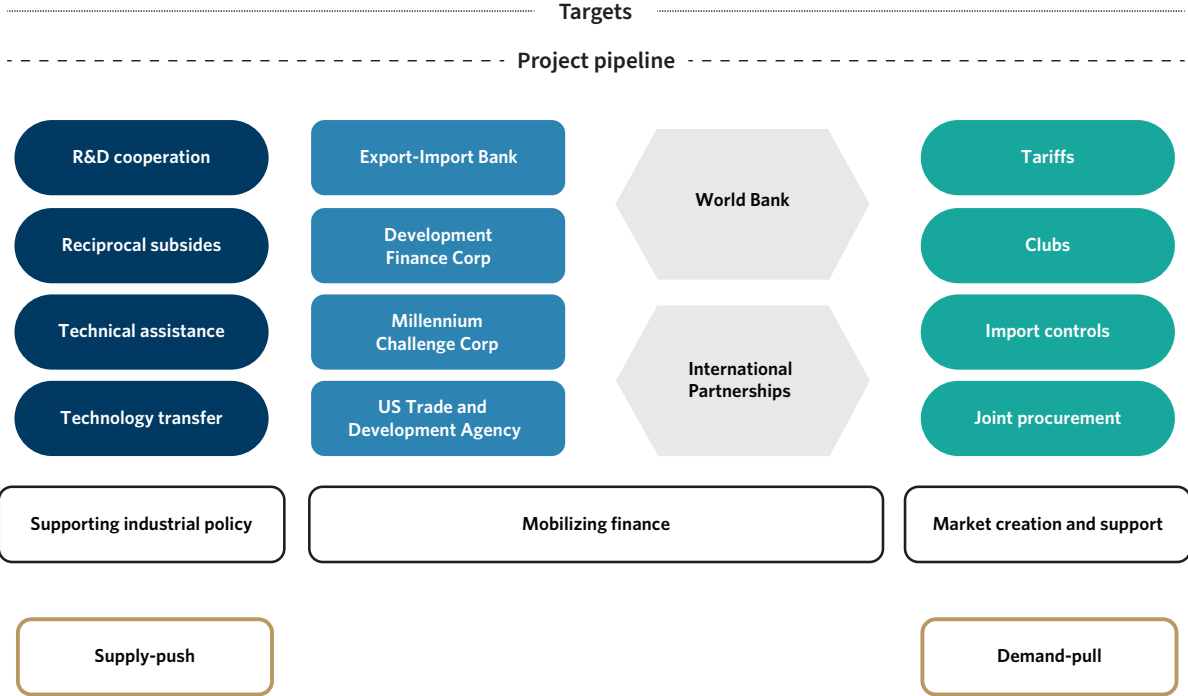 Targets
Project pipeline
R&D cooperation
Reciprocal subsides
Technical assistance
Technology transfer
Export-Import Bank
Development
Finance Corp
Millennium
Challenge Corp
US Trade and
Development Agency
World Bank
International
Partnerships
Tariffs
Clubs
Import controls
Joint procurement
Supporting industrial policy
Mobilizing finance
Market creation and support
Supply-push
Demand-pull